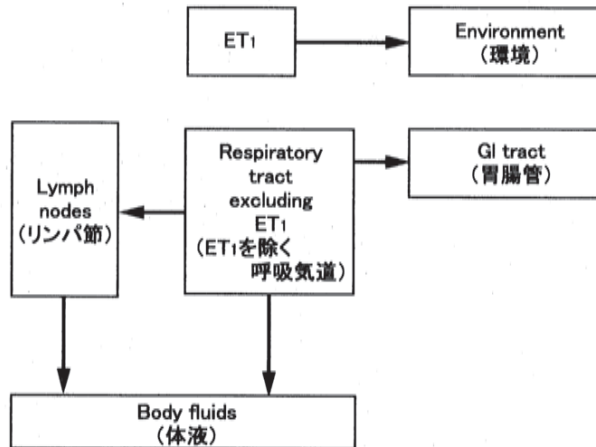 ET₁
Environment
(環境)
Lymph
nodes
(リンパ節)
Respiratory
tract
excluding
ET₁
(ET₁を除く
呼吸気道)
GI tract
(胃腸管)
Body fluids
(体液)